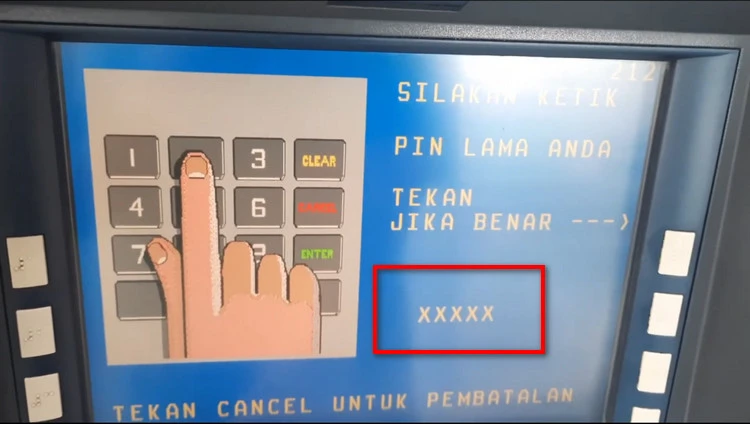 212
SILAKAN KETIK
PIN LAMA ANDA
TEKAN
JIKA BENAR --->
1 3 CLEAR
4 6 CANCEL
7 ENTER
XXXXX
TEKAN CANCEL UNTUK PEMBATALAN